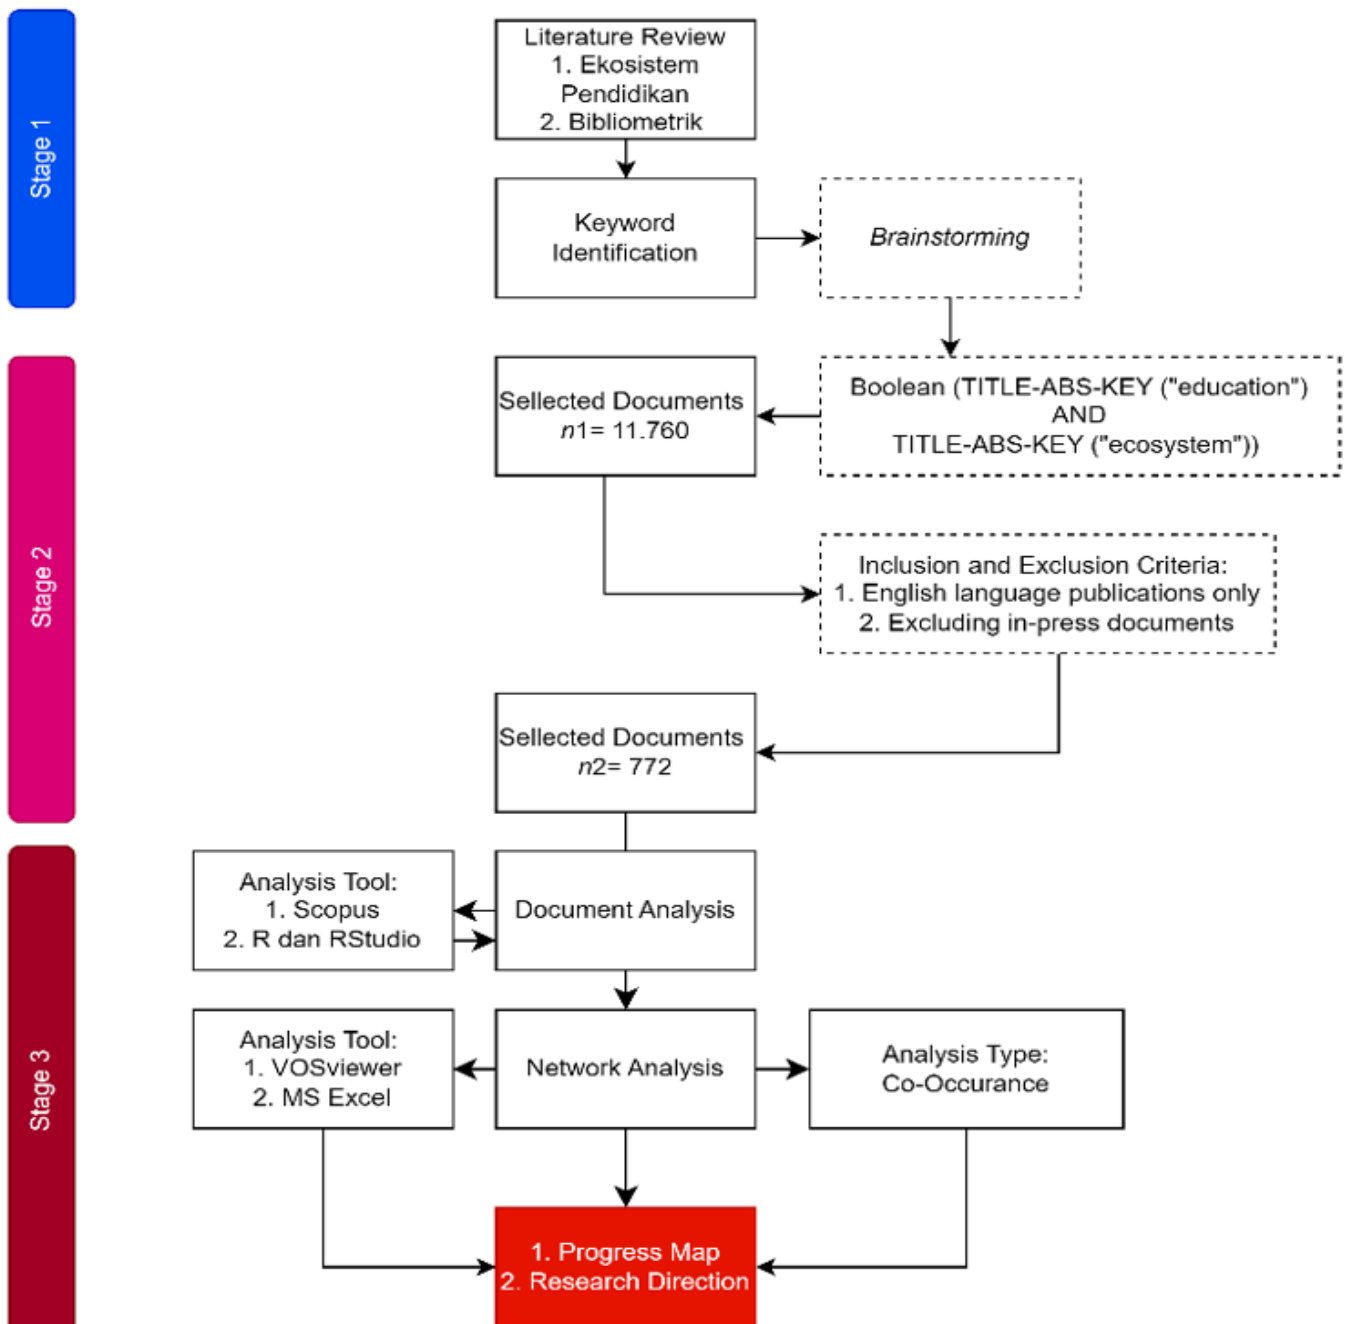 Stage 1
Literature Review
1. Ekosistem
Pendidikan
2. Bibliometrik
Keyword
Identification
Brainstorming
Stage 2
Sellected Documents
n1= 11.760
Boolean (TITLE-ABS-KEY ("education")
AND
TITLE-ABS-KEY ("ecosystem"))
Inclusion and Exclusion Criteria:
1. English language publications only
2. Excluding in-press documents
Sellected Documents
n2= 772
Stage 3
Analysis Tool:
1. Scopus
2. R dan RStudio
Document Analysis
Analysis Tool:
1. VOSviewer
2. MS Excel
Network Analysis
Analysis Type:
Co-Occurance
1. Progress Map
2. Research Direction